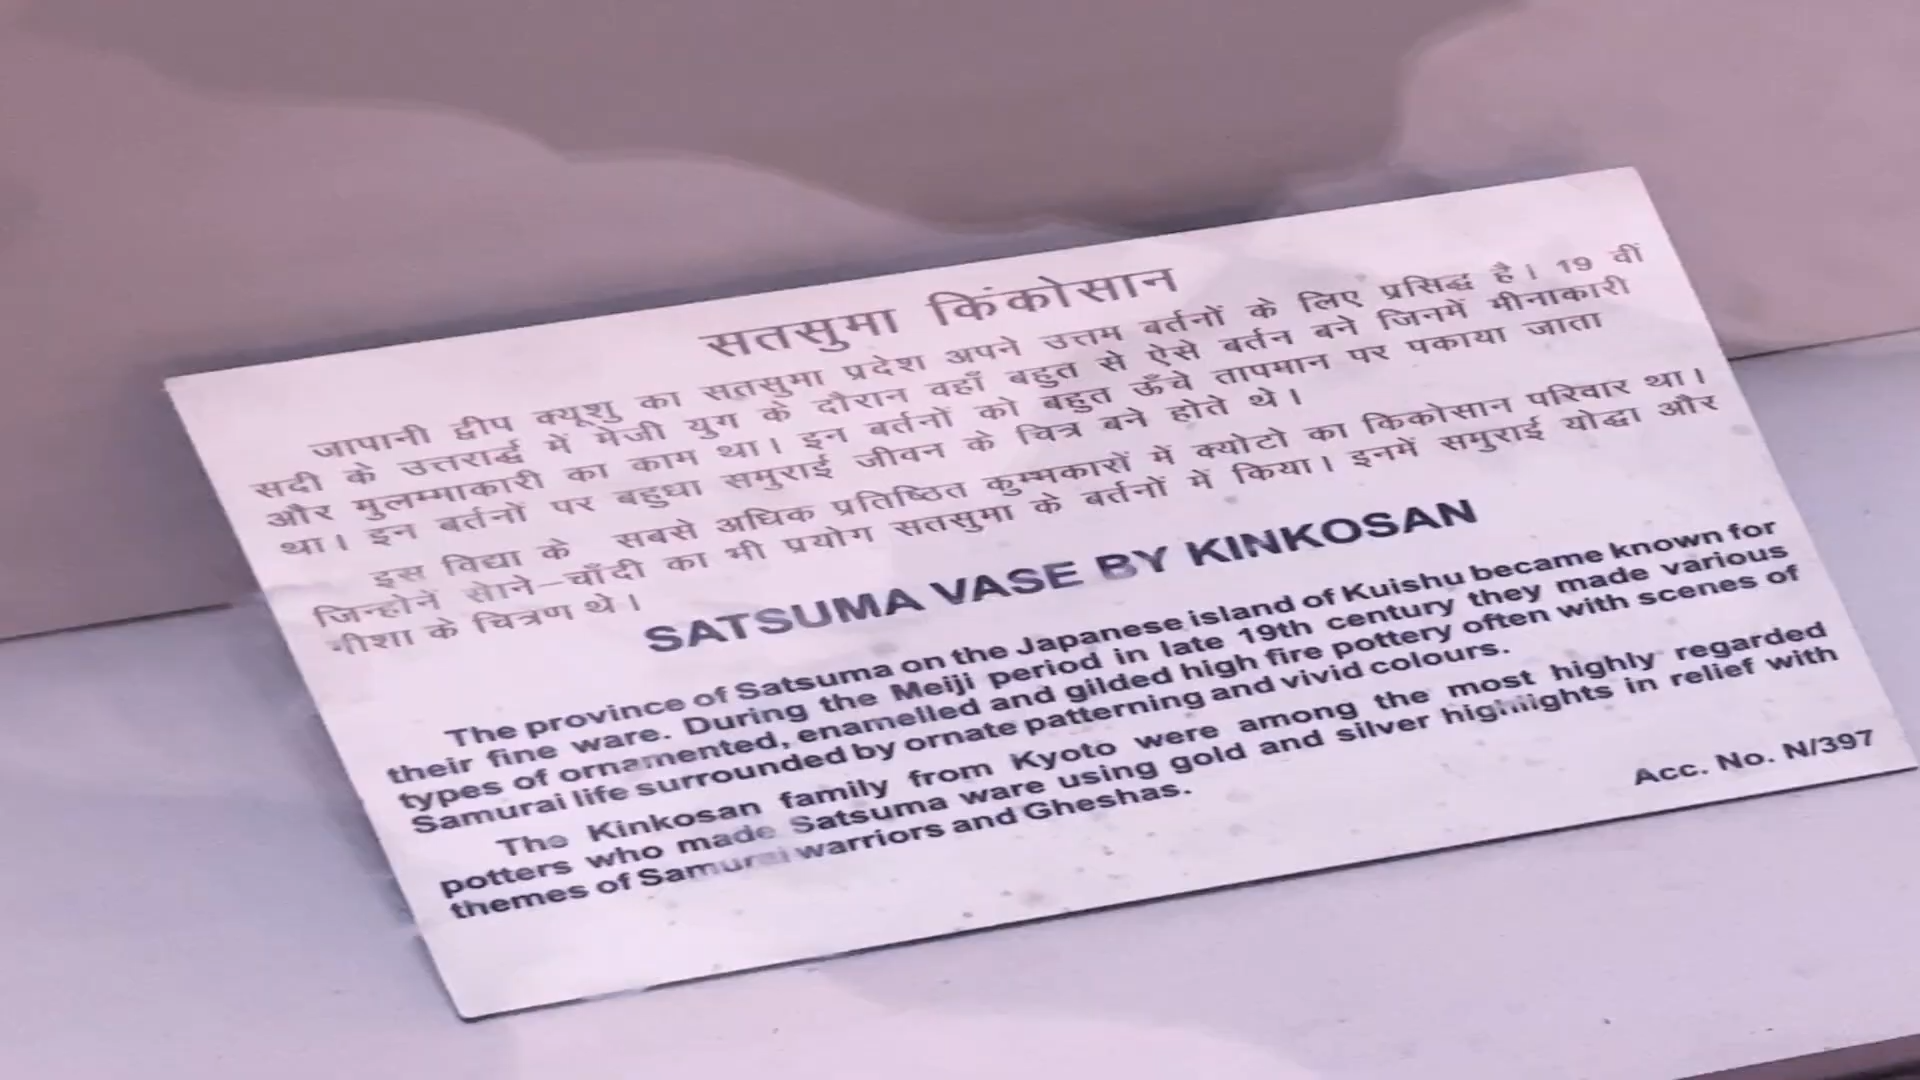 सतसुमा किंकोसान
जापानी द्वीप क्यूशु का सतसुमा प्रदेश अपने उत्तम बर्तनों के लिए प्रसिद्ध है। 19 वीं
सदी के उत्तरार्द्ध में मेजी युग के दौरान वहाँ बहुत से ऐसे बर्तन बने जिनमें मीनाकारी
और मुलम्माकारी का काम था। इन बर्तनों को बहुत ऊँचे तापमान पर पकाया जाता
था। इन बर्तनों पर बहुधा समुराई जीवन के चित्र बने होते थे।
इस विद्या के सबसे अधिक प्रतिष्ठित कुम्भकारों में क्योटो का किकोसान परिवार था।
जिन्होनें सोने–चाँदी का भी प्रयोग सतसुमा के बर्तनों में किया। इनमें समुराई योद्धा और
गीशा के चित्रण थे।
SATSUMA VASE BY KINKOSAN
The province of Satsuma on the Japanese island of Kuishu became known for
their fine ware. During the Meiji period in late 19th century they made various
types of ornamented, enamelled and gilded high fire pottery often with scenes of
Samurai life surrounded by ornate patterning and vivid colours.
The Kinkosan family from Kyoto were among the most highly regarded
potters who made Satsuma ware using gold and silver highlights in relief with
themes of Samurai warriors and Gheshas.
Acc. No. N/397